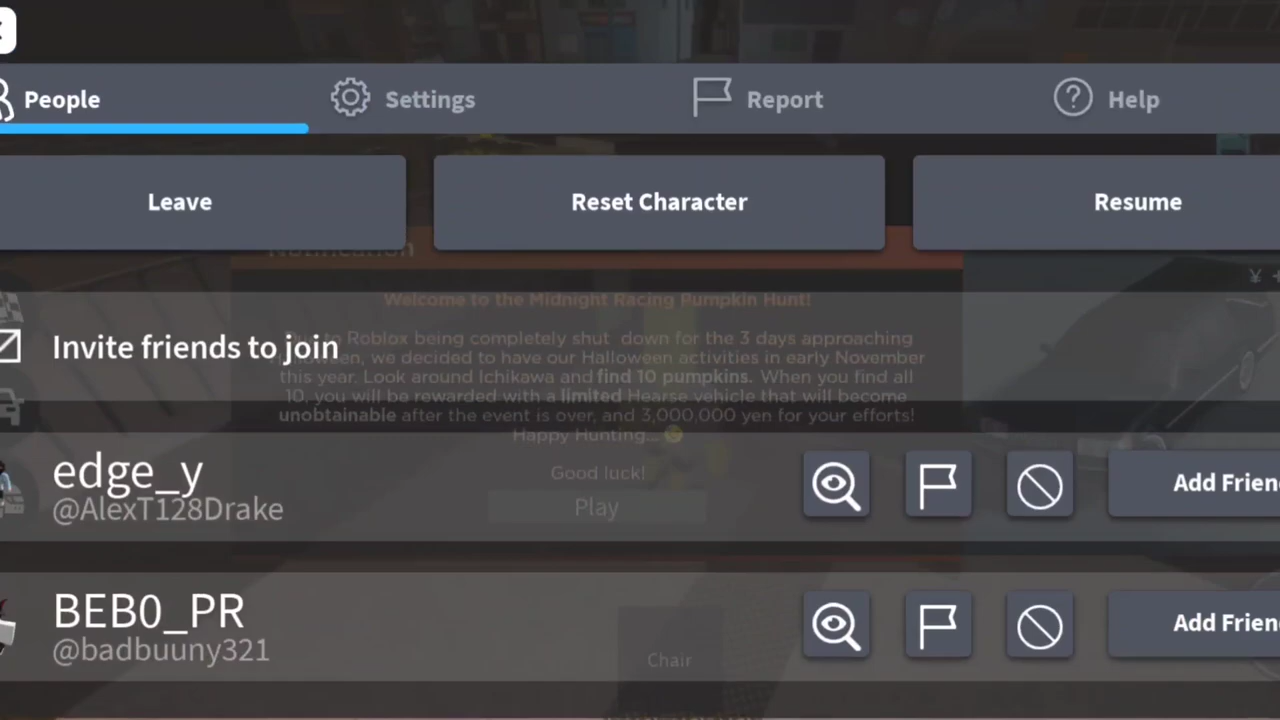 People
Settings
Report
Help
Leave
Reset Character
Resume
Notification
Welcome to the Midnight Racing Pumpkin Hunt!
¥
to Roblox being completely shut down for the 3 days approaching
Invite friends to join
we decided to have our Halloween activities in early November
this year. Look around Ichikawa and find 10 pumpkins. When you find all
10, you will be rewarded with a limited Hearse vehicle that will become
unobtainable after the event is over, and 3,000,000 yen for your efforts!
Happy Hunting...
edge_y
@AlexT128Drake
Good luck!
Play
Add Frien
BEB0_PR
@badbuuny321
Add Frien
Chair